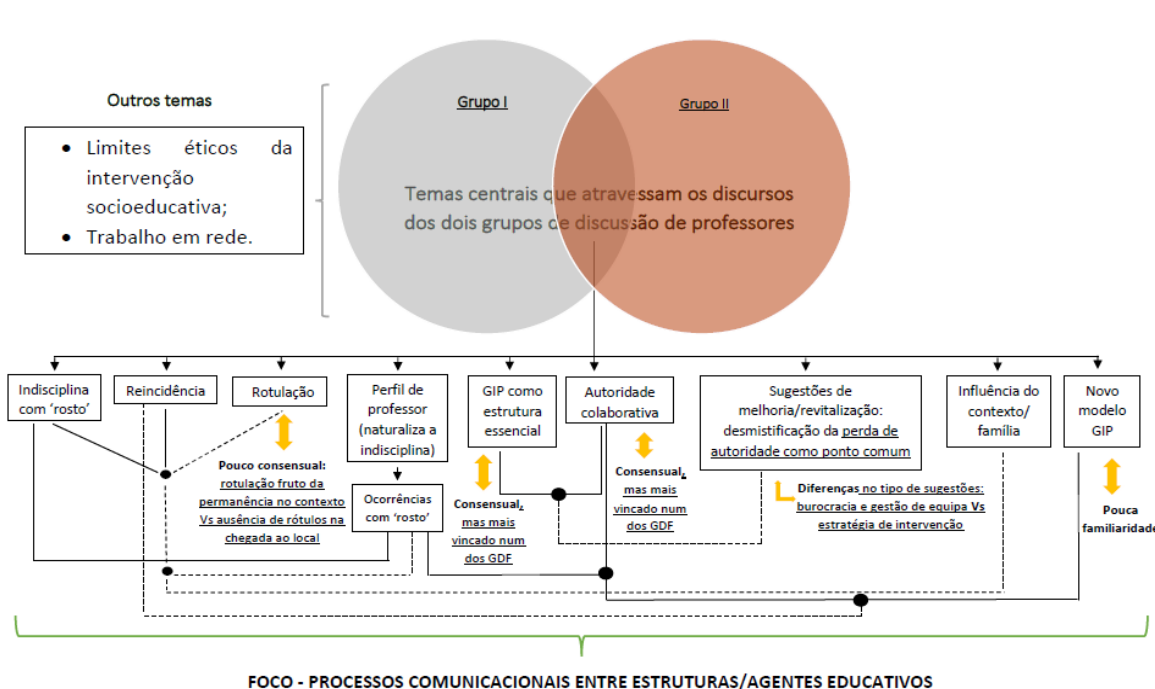 Outros temas
• Limites éticos da
intervenção
socioeducativa;
• Trabalho em rede.
Grupo I
Grupo II
Temas centrais que atravessam os discursos
dos dois grupos de discussão de professores
Indisciplina
com ‘rosto’
Reincidência
Rotulação
Perfil de
professor
(naturaliza a
indisciplina)
GIP como
estrutura
essencial
Autoridade
colaborativa
Sugestões de
melhoria/revitalização:
desmistificação da perda de
autoridade como ponto comum
Influência do
contexto/
família
Novo
modelo
GIP
Pouco consensual:
rotulação fruto da
permanência no contexto
Vs ausência de rótulos na
chegada ao local
Ocorrências
com ‘rosto’
Consensual,
mas mais
vincado num
dos GDF
Consensual,
mas mais
vincado num
dos GDF
Diferenças no tipo de sugestões:
burocracia e gestão de equipa Vs
estratégia de intervenção
Pouca
familiaridade
FOCO - PROCESSOS COMUNICACIONAIS ENTRE ESTRUTURAS/AGENTES EDUCATIVOS